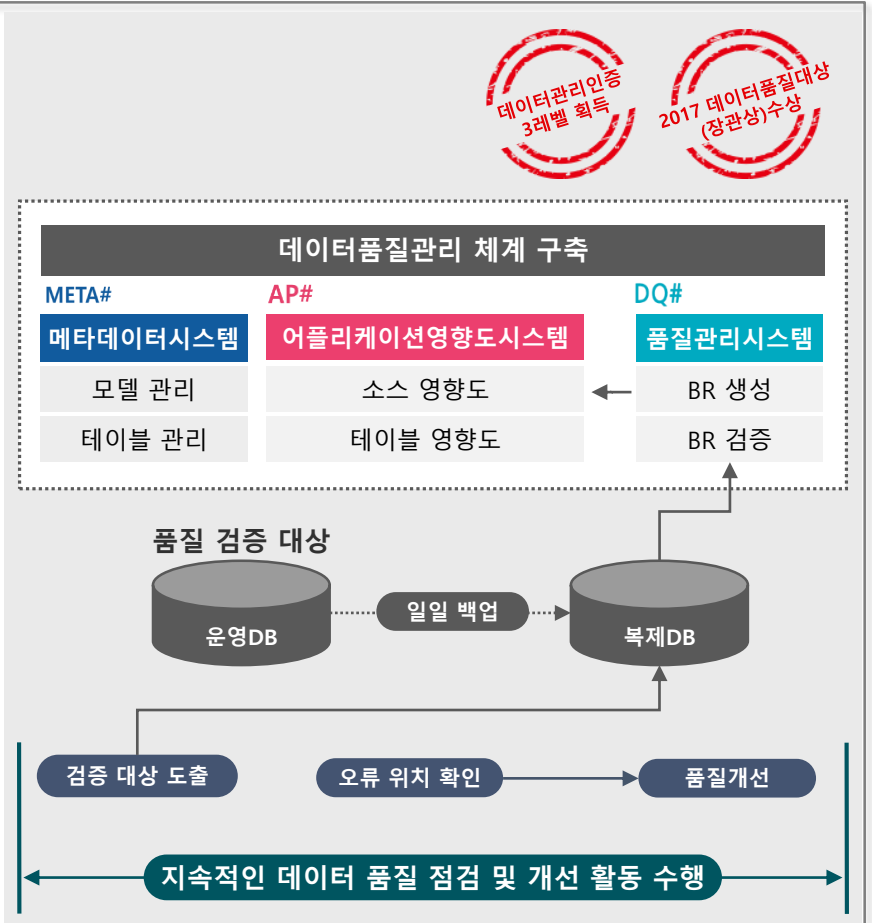 데이터관리인증
3레벨 획득
2017 데이터품질대상
(장관상)수상
데이터품질관리 체계 구축
META#
AP#
DQ#
메타데이터시스템
어플리케이션영향도시스템
품질관리시스템
모델 관리
소스 영향도
BR 생성
테이블 관리
테이블 영향도
BR 검증
품질 검증 대상
운영DB
일일 백업
복제DB
검증 대상 도출
오류 위치 확인
품질개선
지속적인 데이터 품질 점검 및 개선 활동 수행